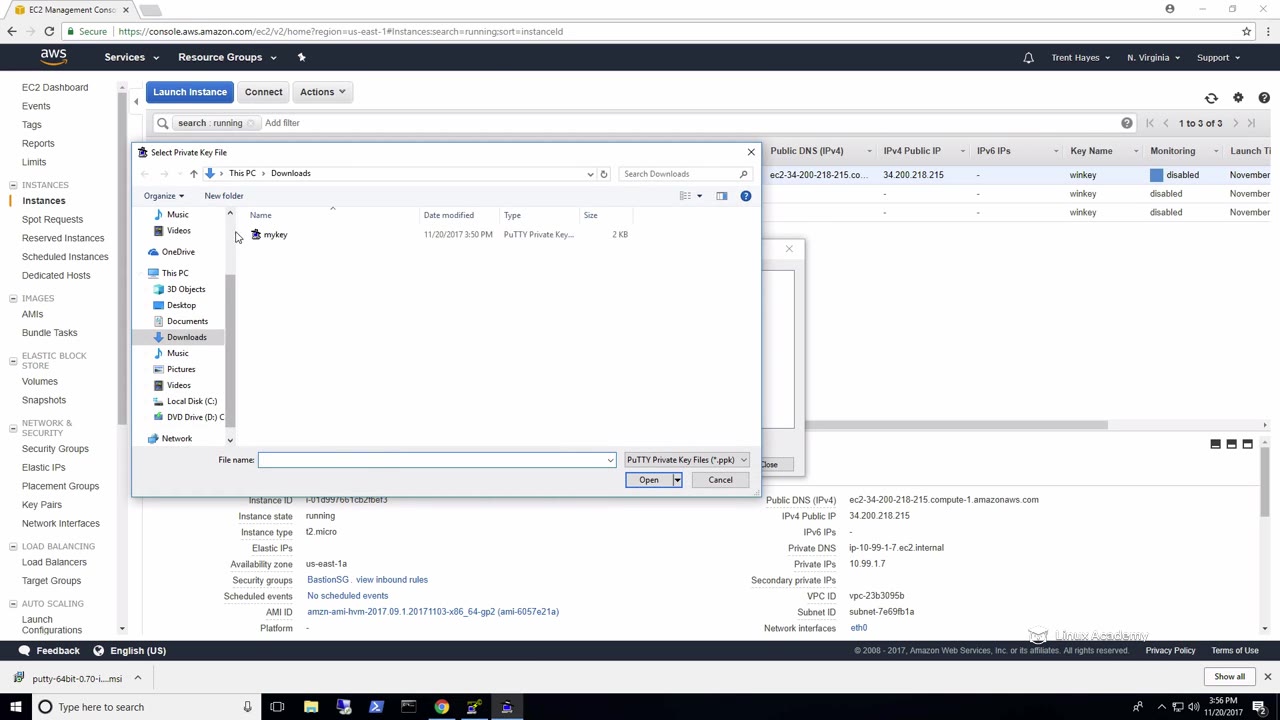 EC2 Management Conso
Secure https://console.aws.amazon.com/ec2/v2/home?region=us-east-1#Instances:search=running;sort=instanceId
aws Services Resource Groups Trent Hayes N. Virginia Support
EC2 Dashboard
Events
Tags
Reports
Limits
INSTANCES
Instances
Spot Requests
Reserved Instances
Scheduled Instances
Dedicated Hosts
IMAGES
AMIs
Bundle Tasks
ELASTIC BLOCK
STORE
Volumes
Snapshots
NETWORK &
SECURITY
Security Groups
Elastic IPs
Placement Groups
Key Pairs
Network Interfaces
LOAD BALANCING
Load Balancers
Target Groups
AUTO SCALING
Launch
Configurations
Launch Instance Connect Actions
search : running Add filter 1 to 3 of 3
Public DNS (IPv4) IPv4 Public IP IPv6 IPs Key Name Monitoring Launch Ti
ec2-34-200-218-215.co... 34.200.218.215 - winkey disabled November
- winkey disabled November
- winkey disabled November
Select Private Key File
This PC Downloads Search Downloads
Organize New folder
Music
Videos
OneDrive
This PC
3D Objects
Desktop
Documents
Downloads
Music
Pictures
Videos
Local Disk (C:)
DVD Drive (D:) C
Network
Name Date modified Type Size
mykey 11/20/2017 3:50 PM PuTTY Private Key... 2 KB
File name: PuTTY Private Key Files (*.ppk)
Open Cancel
Close
Instance ID i-01d997661cb2fbef3
Instance state running
Instance type t2.micro
Elastic IPs
Availability zone us-east-1a
Security groups BastionSG . view inbound rules
Scheduled events No scheduled events
AMI ID amzn-ami-hvm-2017.09.1.20171103-x86_64-gp2 (ami-6057e21a)
Platform -
Public DNS (IPv4) ec2-34-200-218-215.compute-1.amazonaws.com
IPv4 Public IP 34.200.218.215
IPv6 IPs -
Private DNS ip-10-99-1-7.ec2.internal
Private IPs 10.99.1.7
Secondary private IPs
VPC ID vpc-23b3095b
Subnet ID subnet-7e69fb1a
Network interfaces eth0
Linux Academy
Feedback English (US) © 2008 - 2017, Amazon Web Services, Inc. or its affiliates. All rights reserved. Privacy Policy Terms of Use
putty-64bit-0.70-i....msi Show all
Type here to search 3:56 PM
11/20/2017
2